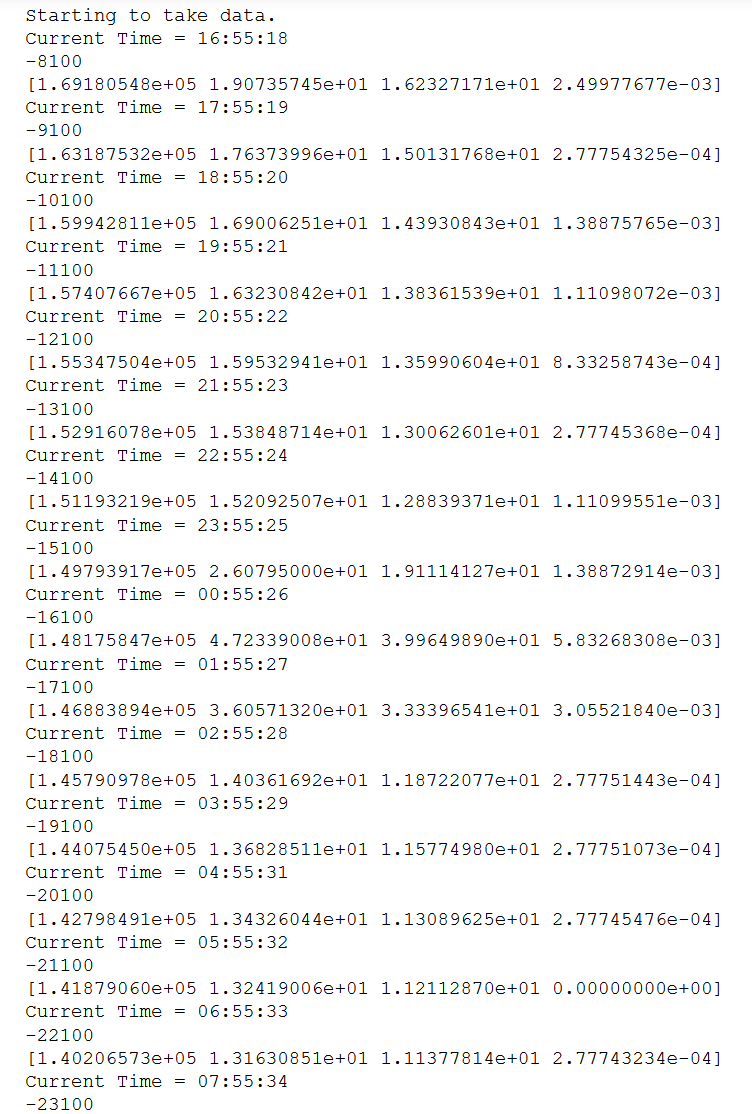 Starting to take data.
Current Time = 16:55:18
-8100
[1.69180548e+05 1.90735745e+01 1.62327171e+01 2.49977677e-03]
Current Time = 17:55:19
-9100
[1.63187532e+05 1.76373996e+01 1.50131768e+01 2.77754325e-04]
Current Time = 18:55:20
-10100
[1.59942811e+05 1.69006251e+01 1.43930843e+01 1.38875765e-03]
Current Time = 19:55:21
-11100
[1.57407667e+05 1.63230842e+01 1.38361539e+01 1.11098072e-03]
Current Time = 20:55:22
-12100
[1.55347504e+05 1.59532941e+01 1.35990604e+01 8.33258743e-04]
Current Time = 21:55:23
-13100
[1.52916078e+05 1.53848714e+01 1.30062601e+01 2.77745368e-04]
Current Time = 22:55:24
-14100
[1.51193219e+05 1.52092507e+01 1.28839371e+01 1.11099551e-03]
Current Time = 23:55:25
-15100
[1.49793917e+05 2.60795000e+01 1.91114127e+01 1.38872914e-03]
Current Time = 00:55:26
-16100
[1.48175847e+05 4.72339008e+01 3.99649890e+01 5.83268308e-03]
Current Time = 01:55:27
-17100
[1.46883894e+05 3.60571320e+01 3.33396541e+01 3.05521840e-03]
Current Time = 02:55:28
-18100
[1.45790978e+05 1.40361692e+01 1.18722077e+01 2.77751443e-04]
Current Time = 03:55:29
-19100
[1.44075450e+05 1.36828511e+01 1.15774980e+01 2.77751073e-04]
Current Time = 04:55:31
-20100
[1.42798491e+05 1.34326044e+01 1.13089625e+01 2.77745476e-04]
Current Time = 05:55:32
-21100
[1.41879060e+05 1.32419006e+01 1.12112870e+01 0.00000000e+00]
Current Time = 06:55:33
-22100
[1.40206573e+05 1.31630851e+01 1.11377814e+01 2.77743234e-04]
Current Time = 07:55:34
-23100